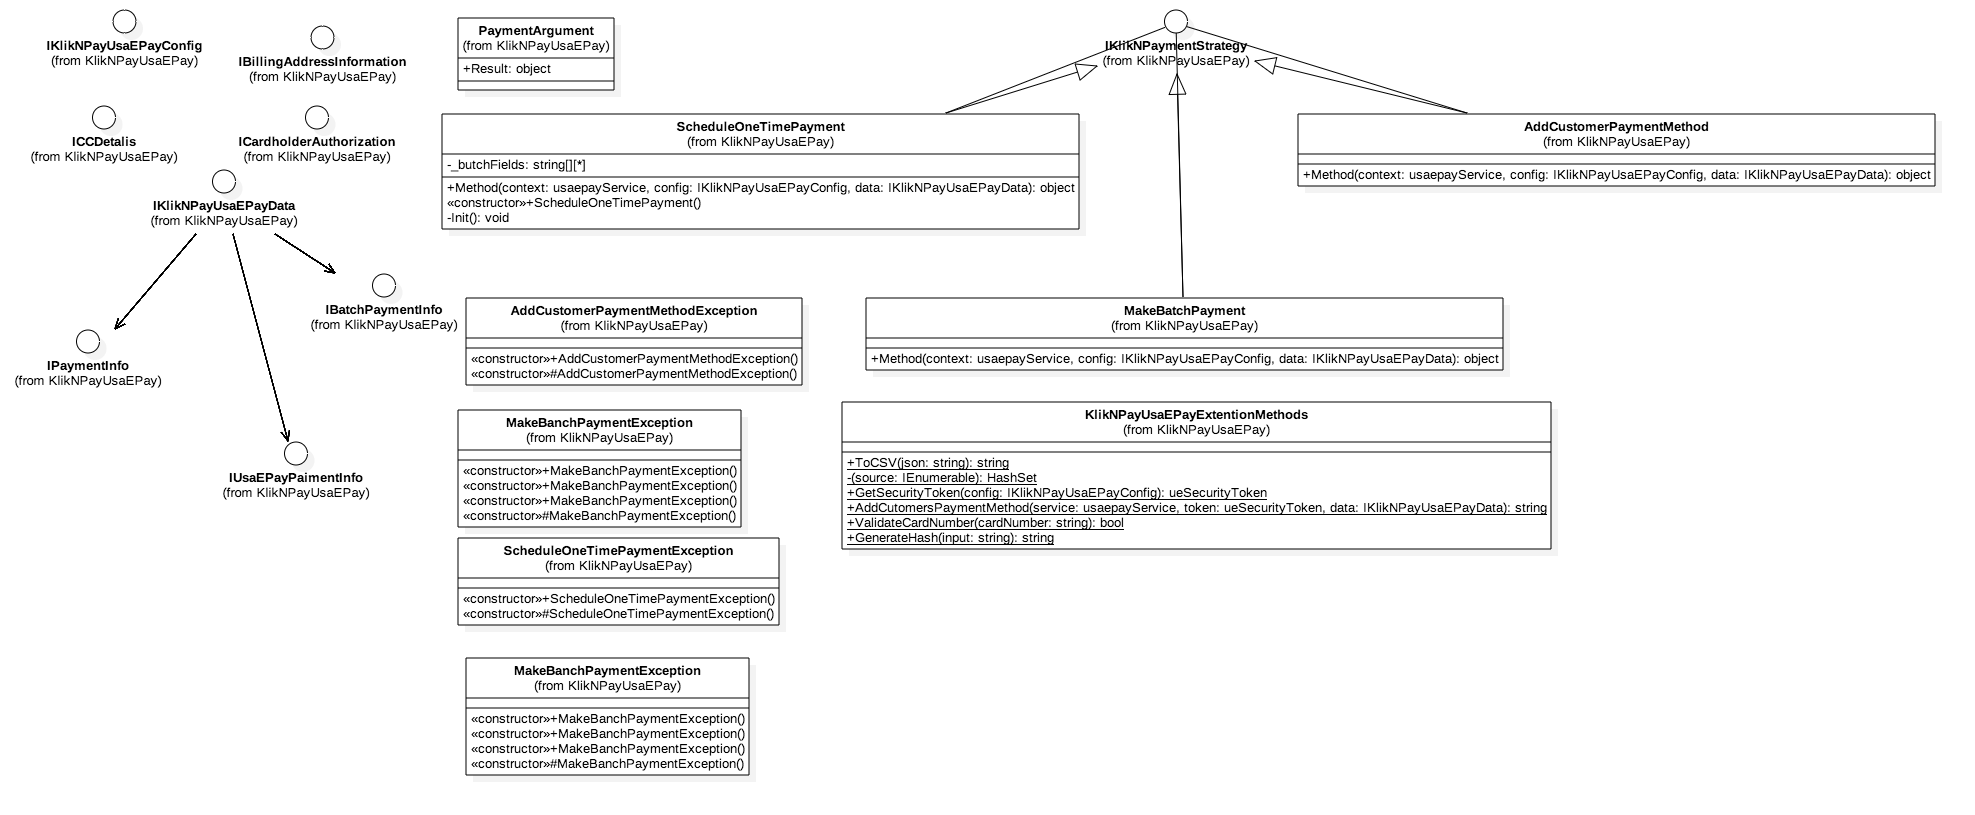 IKlikNPayUsaEPayConfig
(from KlikNPayUsaEPay)
IBillingAddressInformation
(from KlikNPayUsaEPay)
PaymentArgument
(from KlikNPayUsaEPay)
+Result: object
IKlikNPaymentStrategy
(from KlikNPayUsaEPay)
ICCDetalis
(from KlikNPayUsaEPay)
ICardholderAuthorization
(from KlikNPayUsaEPay)
ScheduleOneTimePayment
(from KlikNPayUsaEPay)
-_butchFields: string[][*]
+Method(context: usaepayService, config: IKlikNPayUsaEPayConfig, data: IKlikNPayUsaEPayData): object
«constructor»+ScheduleOneTimePayment()
-Init(): void
AddCustomerPaymentMethod
(from KlikNPayUsaEPay)
+Method(context: usaepayService, config: IKlikNPayUsaEPayConfig, data: IKlikNPayUsaEPayData): object
IKlikNPayUsaEPayData
(from KlikNPayUsaEPay)
IBatchPaymentInfo
(from KlikNPayUsaEPay)
IPaymentInfo
(from KlikNPayUsaEPay)
IUsaEPayPaimentInfo
(from KlikNPayUsaEPay)
AddCustomerPaymentMethodException
(from KlikNPayUsaEPay)
«constructor»+AddCustomerPaymentMethodException()
«constructor»#AddCustomerPaymentMethodException()
MakeBatchPayment
(from KlikNPayUsaEPay)
+Method(context: usaepayService, config: IKlikNPayUsaEPayConfig, data: IKlikNPayUsaEPayData): object
MakeBanchPaymentException
(from KlikNPayUsaEPay)
«constructor»+MakeBanchPaymentException()
«constructor»+MakeBanchPaymentException()
«constructor»+MakeBanchPaymentException()
«constructor»#MakeBanchPaymentException()
KlikNPayUsaEPayExtentionMethods
(from KlikNPayUsaEPay)
+ToCSV(json: string): string
-(source: IEnumerable): HashSet
+GetSecurityToken(config: IKlikNPayUsaEPayConfig): ueSecurityToken
+AddCutomersPaymentMethod(service: usaepayService, token: ueSecurityToken, data: IKlikNPayUsaEPayData): string
+ValidateCardNumber(cardNumber: string): bool
+GenerateHash(input: string): string
ScheduleOneTimePaymentException
(from KlikNPayUsaEPay)
«constructor»+ScheduleOneTimePaymentException()
«constructor»#ScheduleOneTimePaymentException()
MakeBanchPaymentException
(from KlikNPayUsaEPay)
«constructor»+MakeBanchPaymentException()
«constructor»+MakeBanchPaymentException()
«constructor»+MakeBanchPaymentException()
«constructor»#MakeBanchPaymentException()